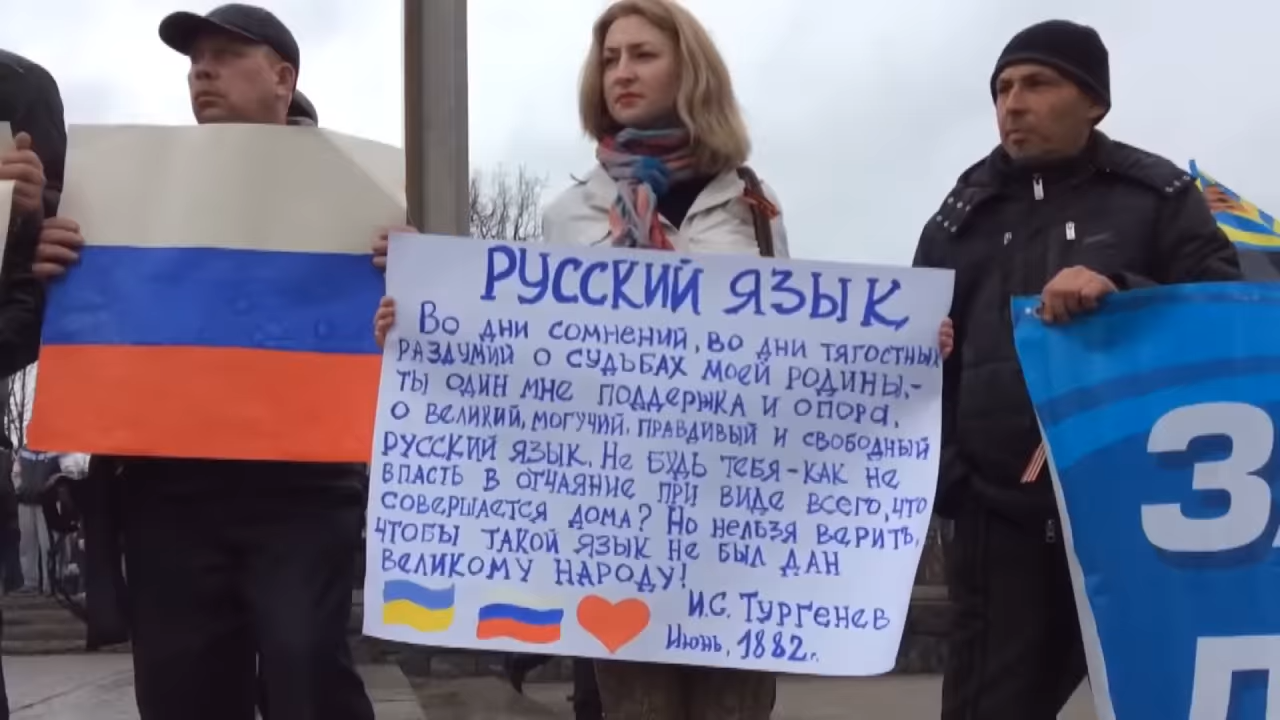 РУССКИЙ ЯЗЫК
Во дни сомнений, во дни тягостных
раздумий о судьбах моей РОДИНЫ,-
ты один мне поддержка и опора,
о великий, могучий, правдивый и свободный
русский язык. Не будь тебя-как не
впасть в отчаяние при виде всего, что
совершается дома? Но нельзя верить,
чтобы такой язык не был дан
великому народу!
И.С. Тургенев
Июнь, 1882г.